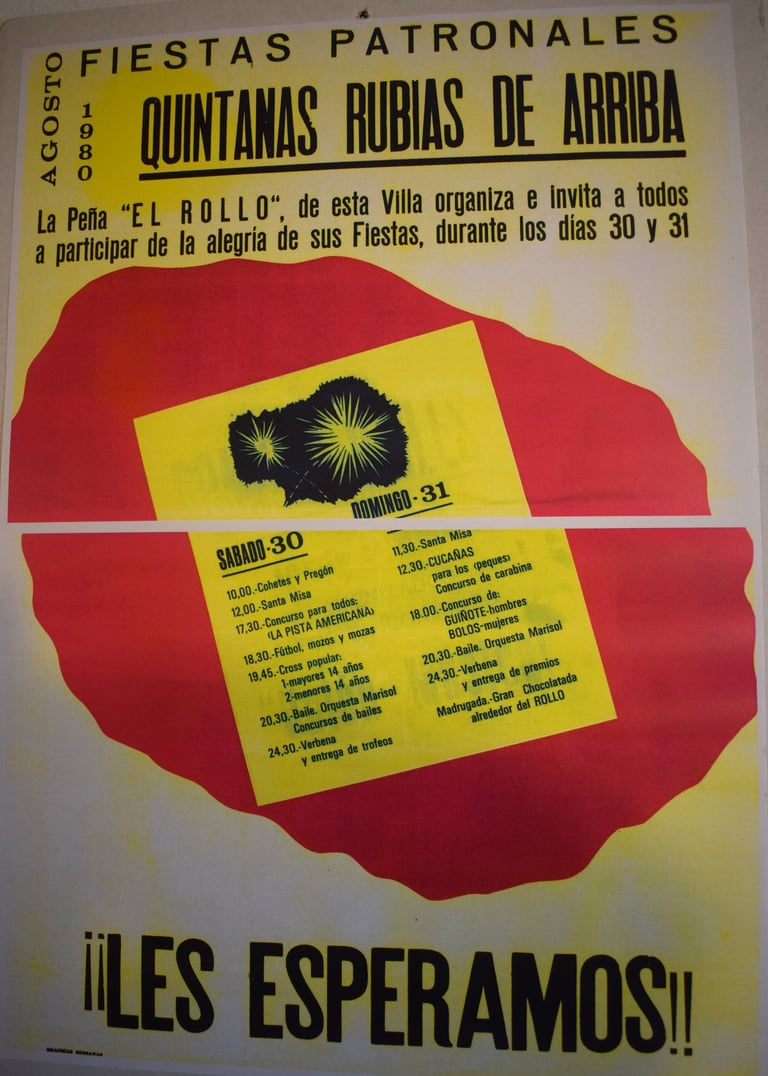 AGOSTO
1980
FIESTAS PATRONALES
QUINTANAS RUBIAS DE ARRIBA
La Peña "EL ROLLO", de esta Villa organiza e invita a todos
a participar de la alegria de sus Fiestas, durante los días 30 y 31
SABADO-30
10,00.-Cohetes y Pregón
12,00.-Santa Misa
17,30.-Concurso para todos:
(LA PISTA AMERICANA)
18,30.-Fútbol, mozos y mozas
19,45.-Cross popular:
1-mayores 14 años
2-menores 14 años
20,30.-Baile. Orquesta Marisol
Concursos de bailes
24,30.-Verbena
y entrega de trofeos
DOMINGO-31
11,30.-Santa Misa
12,30.-CUCAÑAS
para los (peques)
Concurso de carabina
18.00.-Concurso de:
GUIÑOTE-hombres
BOLOS-mujeres
20,30-Baile. Orquesta Marisol
24,30.-Verbena
y entrega de premios
Madrugada.-Gran Chocolatada
alrededor del ROLLO
¡¡LES ESPERAMOS!!
GRAFICAS SORIANAS